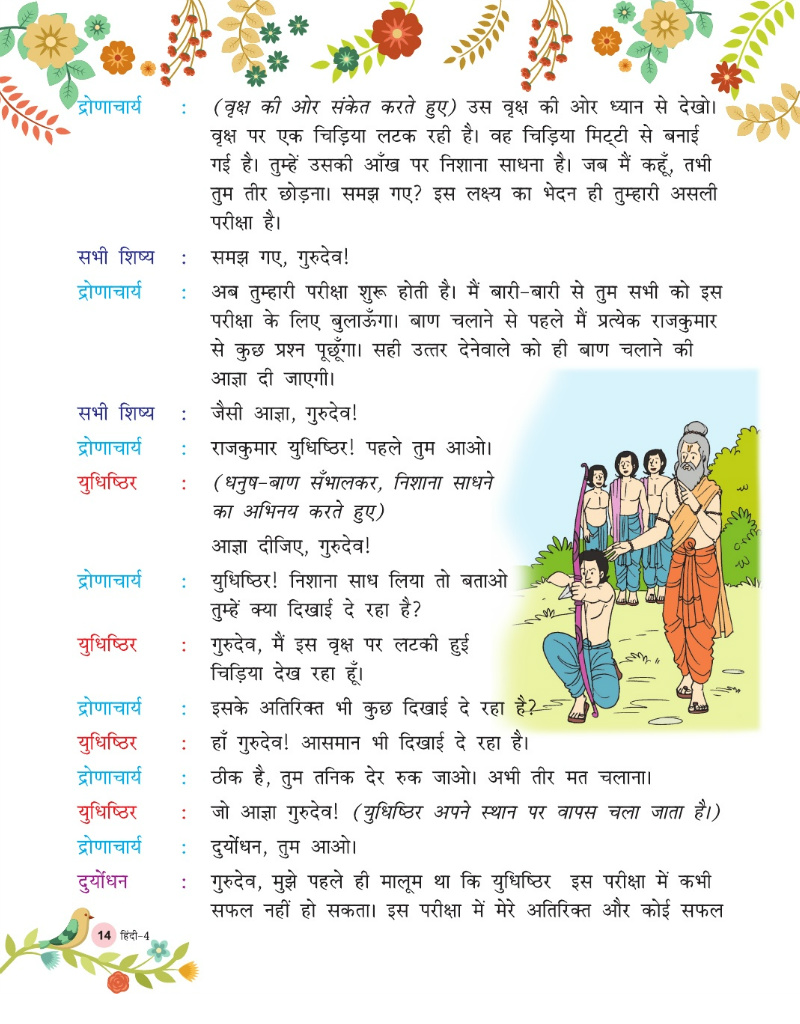 द्रोणाचार्य : (वृक्ष की ओर संकेत करते हुए) उस वृक्ष की ओर ध्यान से देखो।
वृक्ष पर एक चिड़िया लटक रही है। वह चिड़िया मिट्टी से बनाई
गई है। तुम्हें उसकी आँख पर निशाना साधना है। जब मैं कहूँ, तभी
तुम तीर छोड़ना। समझ गए? इस लक्ष्य का भेदन ही तुम्हारी असली
परीक्षा है।
सभी शिष्य : समझ गए, गुरुदेव!
द्रोणाचार्य : अब तुम्हारी परीक्षा शुरू होती है। मैं बारी-बारी से तुम सभी को इस
परीक्षा के लिए बुलाऊँगा। बाण चलाने से पहले मैं प्रत्येक राजकुमार
से कुछ प्रश्न पूछूँगा। सही उत्तर देनेवाले को ही बाण चलाने की
आज्ञा दी जाएगी।
सभी शिष्य : जैसी आज्ञा, गुरुदेव!
द्रोणाचार्य : राजकुमार युधिष्ठिर! पहले तुम आओ।
युधिष्ठिर : (धनुष-बाण सँभालकर, निशाना साधने
का अभिनय करते हुए)
आज्ञा दीजिए, गुरुदेव!
द्रोणाचार्य : युधिष्ठिर! निशाना साध लिया तो बताओ
तुम्हें क्या दिखाई दे रहा है?
युधिष्ठिर : गुरुदेव, मैं इस वृक्ष पर लटकी हुई
चिड़िया देख रहा हूँ।
द्रोणाचार्य : इसके अतिरिक्त भी कुछ दिखाई दे रहा है?
युधिष्ठिर : हाँ गुरुदेव! आसमान भी दिखाई दे रहा है।
द्रोणाचार्य : ठीक है, तुम तनिक देर रुक जाओ। अभी तीर मत चलाना।
युधिष्ठिर : जो आज्ञा गुरुदेव! (युधिष्ठिर अपने स्थान पर वापस चला जाता है।)
द्रोणाचार्य : दुर्योधन, तुम आओ।
दुर्योधन : गुरुदेव, मुझे पहले ही मालूम था कि युधिष्ठिर इस परीक्षा में कभी
सफल नहीं हो सकता। इस परीक्षा में मेरे अतिरिक्त और कोई सफल
14 हिंदी-4